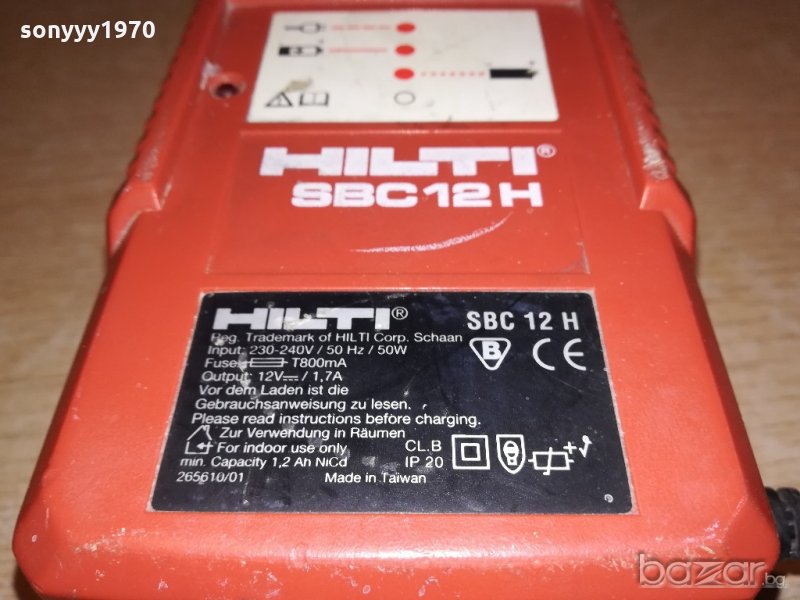 sonyyy1970
HILTI®
SBC 12 H
HILTI® SBC 12 H
Reg. Trademark of HILTI Corp. Schaan
Input: 230-240V / 50 Hz / 50W
Fuse T800mA
Output: 12V / 1,7A
Vor dem Laden ist die
Gebrauchsanweisung zu lesen.
Please read instructions before charging.
Zur Verwendung in Räumen
For indoor use only CL.B
min. Capacity 1,2 Ah NiCd IP 20
265610/01 Made in Taiwan
B CE
+ϑ
bazar.bg